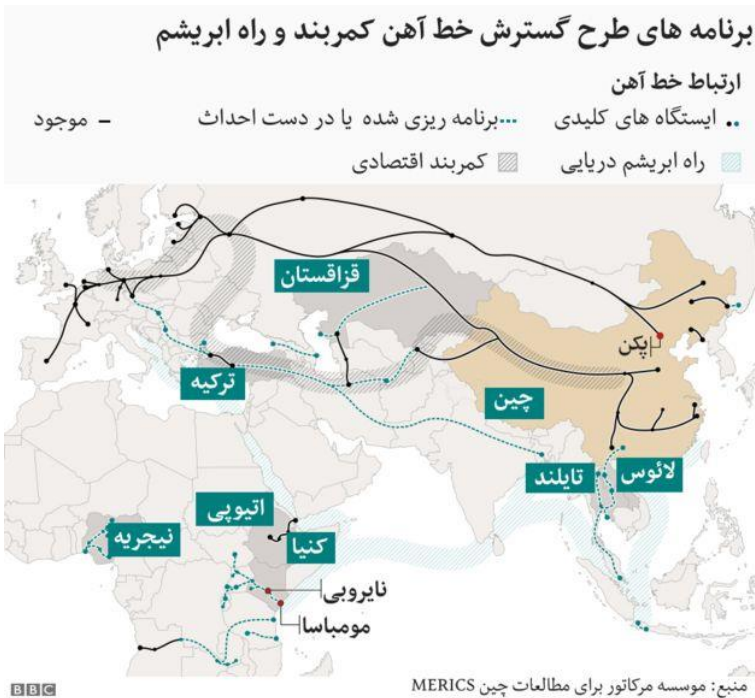 برنامه های طرح گسترش خط آهن کمربند و راه ابریشم
ارتباط خط آهن
ایستگاه های کلیدی
برنامه ریزی شده یا در دست احداث
موجود
راه ابریشم دریایی
کمربند اقتصادی
قزاقستان
پکن
ترکیه
چین
لائوس
تایلند
اتیوپی
نیجریه
کنیا
نایروبی
مومباسا
منبع: موسسه مرکاتور برای مطالعات چین MERICS
BBC